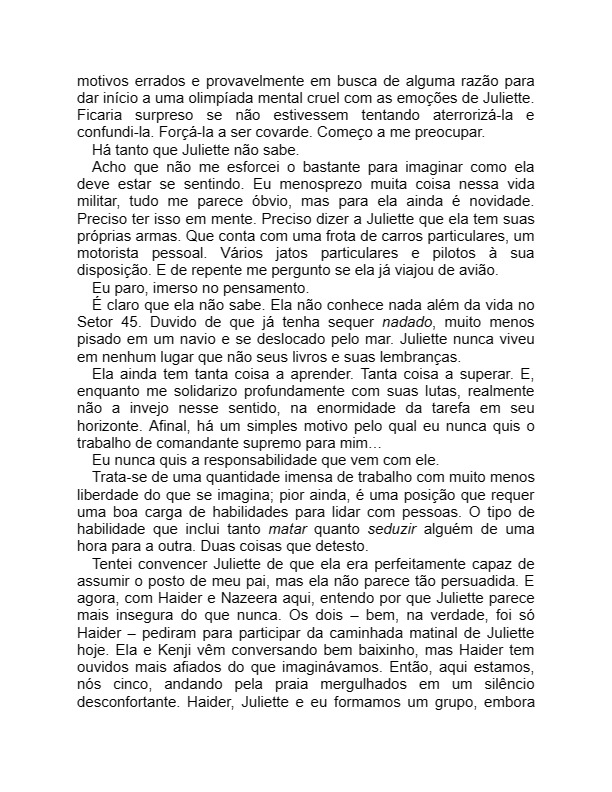 motivos errados e provavelmente em busca de alguma razão para
dar início a uma olimpíada mental cruel com as emoções de Juliette.
Ficaria surpreso se não estivessem tentando aterrorizá-la e
confundi-la. Forçá-la a ser covarde. Começo a me preocupar.
Há tanto que Juliette não sabe.
Acho que não me esforcei o bastante para imaginar como ela
deve estar se sentindo. Eu menosprezo muita coisa nessa vida
militar, tudo me parece óbvio, mas para ela ainda é novidade.
Preciso ter isso em mente. Preciso dizer a Juliette que ela tem suas
próprias armas. Que conta com uma frota de carros particulares, um
motorista pessoal. Vários jatos particulares e pilotos à sua
disposição. E de repente me pergunto se ela já viajou de avião.
Eu paro, imerso no pensamento.
É claro que ela não sabe. Ela não conhece nada além da vida no
Setor 45. Duvido de que já tenha sequer nadado, muito menos
pisado em um navio e se deslocado pelo mar. Juliette nunca viveu
em nenhum lugar que não seus livros e suas lembranças.
Ela ainda tem tanta coisa a aprender. Tanta coisa a superar. E,
enquanto me solidarizo profundamente com suas lutas, realmente
não a invejo nesse sentido, na enormidade da tarefa em seu
horizonte. Afinal, há um simples motivo pelo qual eu nunca quis o
trabalho de comandante supremo para mim…
Eu nunca quis a responsabilidade que vem com ele.
Trata-se de uma quantidade imensa de trabalho com muito menos
liberdade do que se imagina; pior ainda, é uma posição que requer
uma boa carga de habilidades para lidar com pessoas. O tipo de
habilidade que inclui tanto matar quanto seduzir alguém de uma
hora para a outra. Duas coisas que detesto.
Tentei convencer Juliette de que ela era perfeitamente capaz de
assumir o posto de meu pai, mas ela não parece tão persuadida. E
agora, com Haider e Nazeera aqui, entendo por que Juliette parece
mais insegura do que nunca. Os dois – bem, na verdade, foi só
Haider – pediram para participar da caminhada matinal de Juliette
hoje. Ela e Kenji vêm conversando bem baixinho, mas Haider tem
ouvidos mais afiados do que imaginávamos. Então, aqui estamos,
nós cinco, andando pela praia mergulhados em um silêncio
desconfortante. Haider, Juliette e eu formamos um grupo, embora